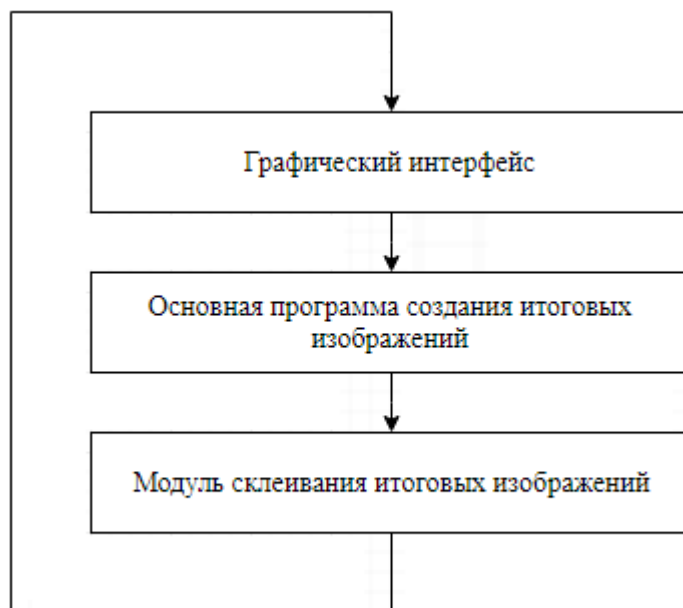 Графический интерфейс
Основная программа создания итоговых
изображений
Модуль склеивания итоговых изображений